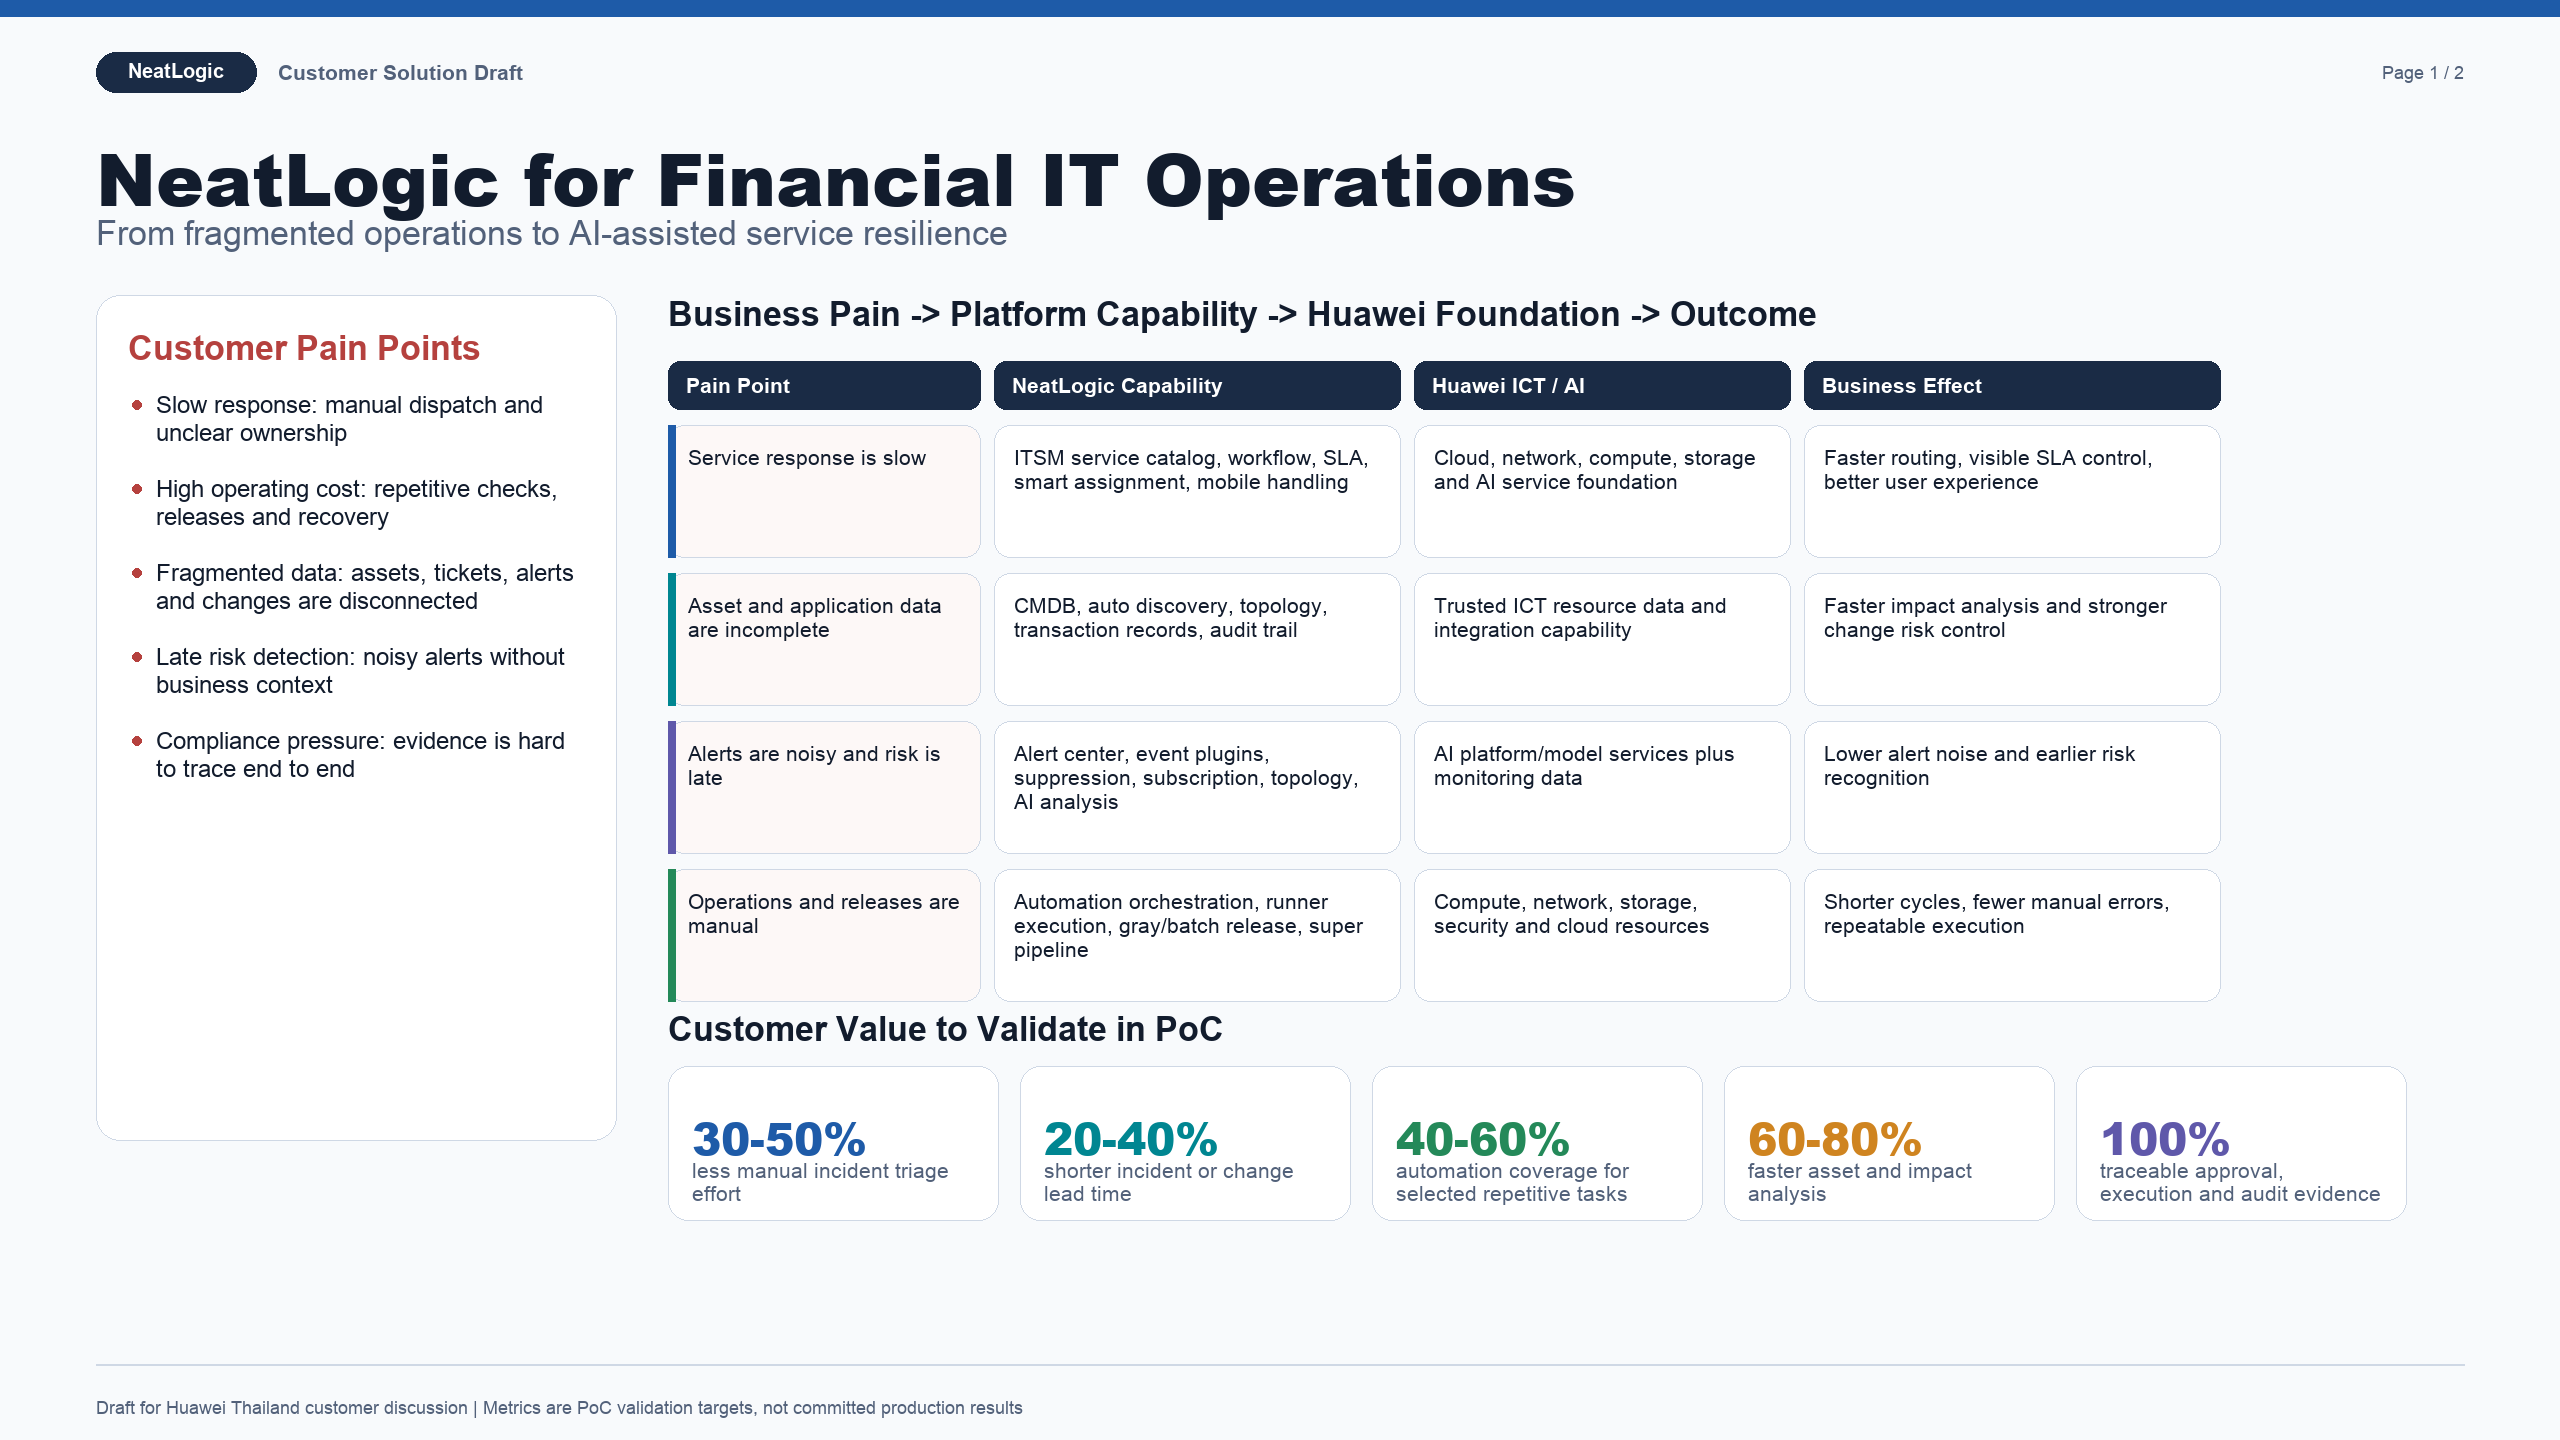 NeatLogic
Customer Solution Draft
Page 1 / 2
NeatLogic for Financial IT Operations
From fragmented operations to AI-assisted service resilience
Customer Pain Points
Slow response: manual dispatch and
unclear ownership
High operating cost: repetitive checks,
releases and recovery
Fragmented data: assets, tickets, alerts
and changes are disconnected
Late risk detection: noisy alerts without
business context
Compliance pressure: evidence is hard
to trace end to end
Business Pain -> Platform Capability -> Huawei Foundation -> Outcome
Pain Point
NeatLogic Capability
Huawei ICT / AI
Business Effect
Service response is slow
ITSM service catalog, workflow, SLA,
smart assignment, mobile handling
Cloud, network, compute, storage
and AI service foundation
Faster routing, visible SLA control,
better user experience
Asset and application data
are incomplete
CMDB, auto discovery, topology,
transaction records, audit trail
Trusted ICT resource data and
integration capability
Faster impact analysis and stronger
change risk control
Alerts are noisy and risk is
late
Alert center, event plugins,
suppression, subscription, topology,
AI analysis
AI platform/model services plus
monitoring data
Lower alert noise and earlier risk
recognition
Operations and releases are
manual
Automation orchestration, runner
execution, gray/batch release, super
pipeline
Compute, network, storage,
security and cloud resources
Shorter cycles, fewer manual errors,
repeatable execution
Customer Value to Validate in PoC
30-50%
less manual incident triage
effort
20-40%
shorter incident or change
lead time
40-60%
automation coverage for
selected repetitive tasks
60-80%
faster asset and impact
analysis
100%
traceable approval,
execution and audit evidence
Draft for Huawei Thailand customer discussion | Metrics are PoC validation targets, not committed production results